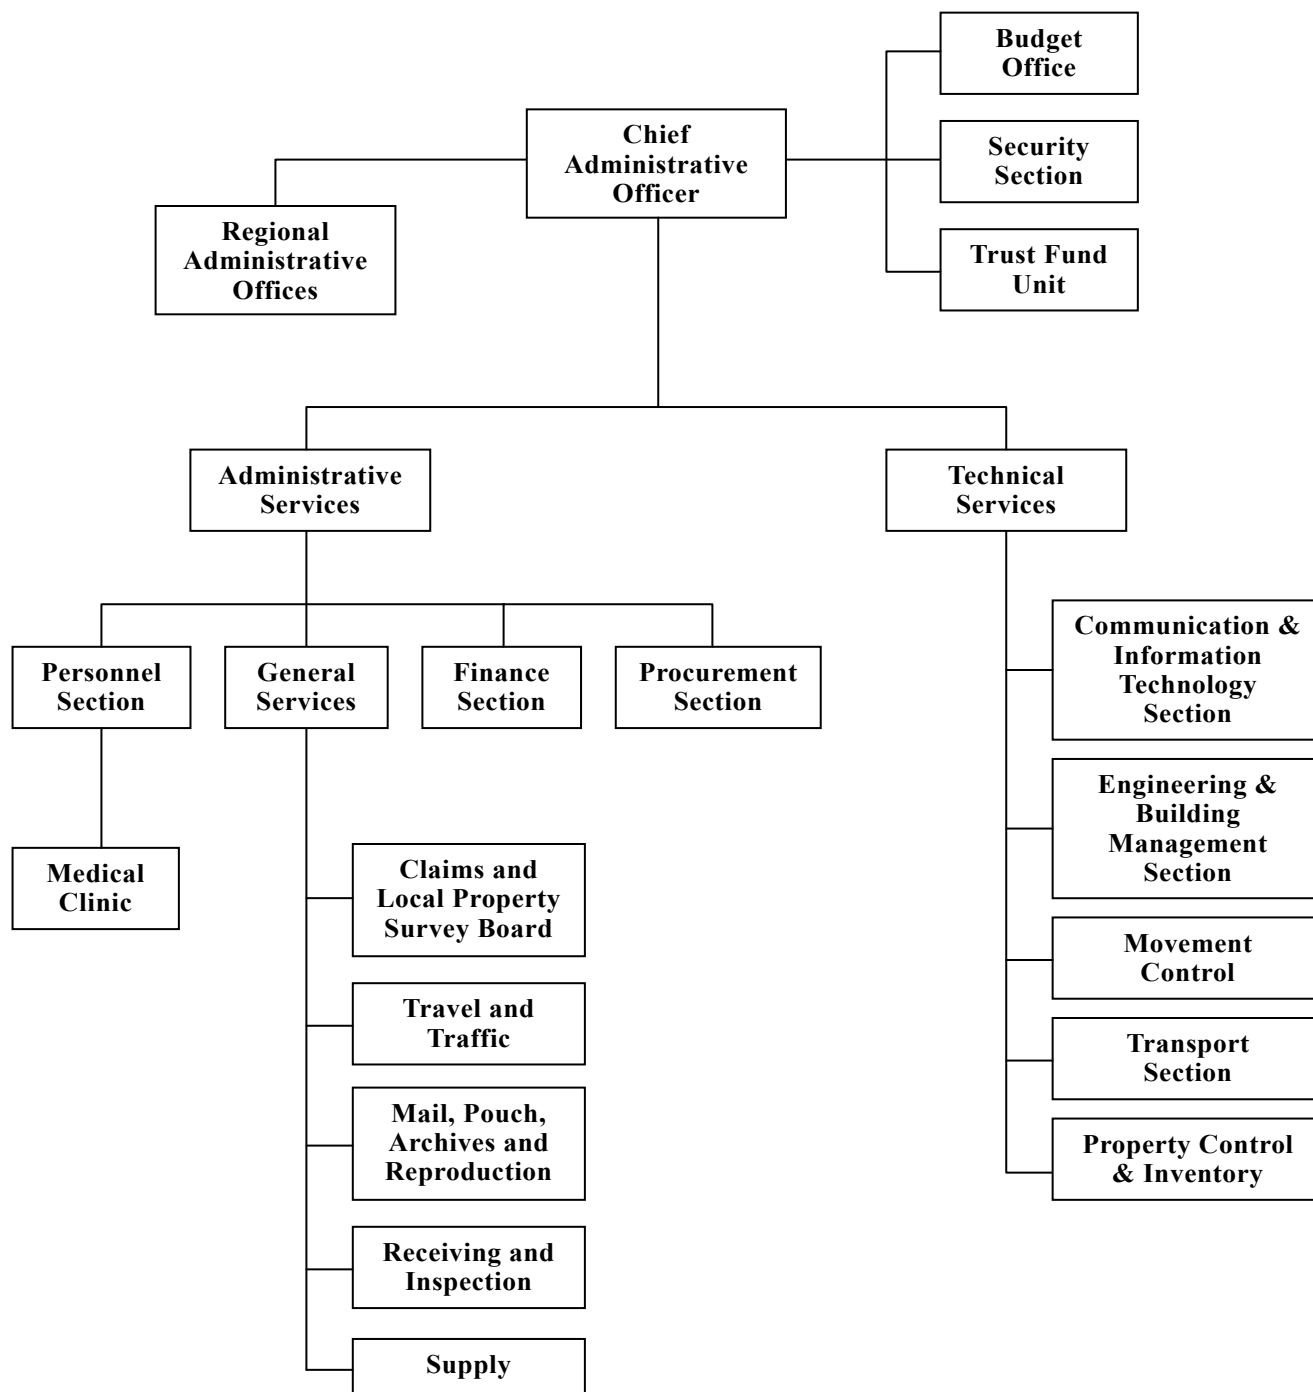 Budget
Office
Chief
Administrative
Officer
Security
Section
Regional
Administrative
Offices
Trust Fund
Unit
Administrative
Services
Technical
Services
Personnel
Section
General
Services
Finance
Section
Procurement
Section
Communication &
Information
Technology
Section
Engineering &
Building
Management
Section
Medical
Clinic
Claims and
Local Property
Survey Board
Movement
Control
Travel and
Traffic
Transport
Section
Mail, Pouch,
Archives and
Reproduction
Property Control
& Inventory
Receiving and
Inspection
Supply